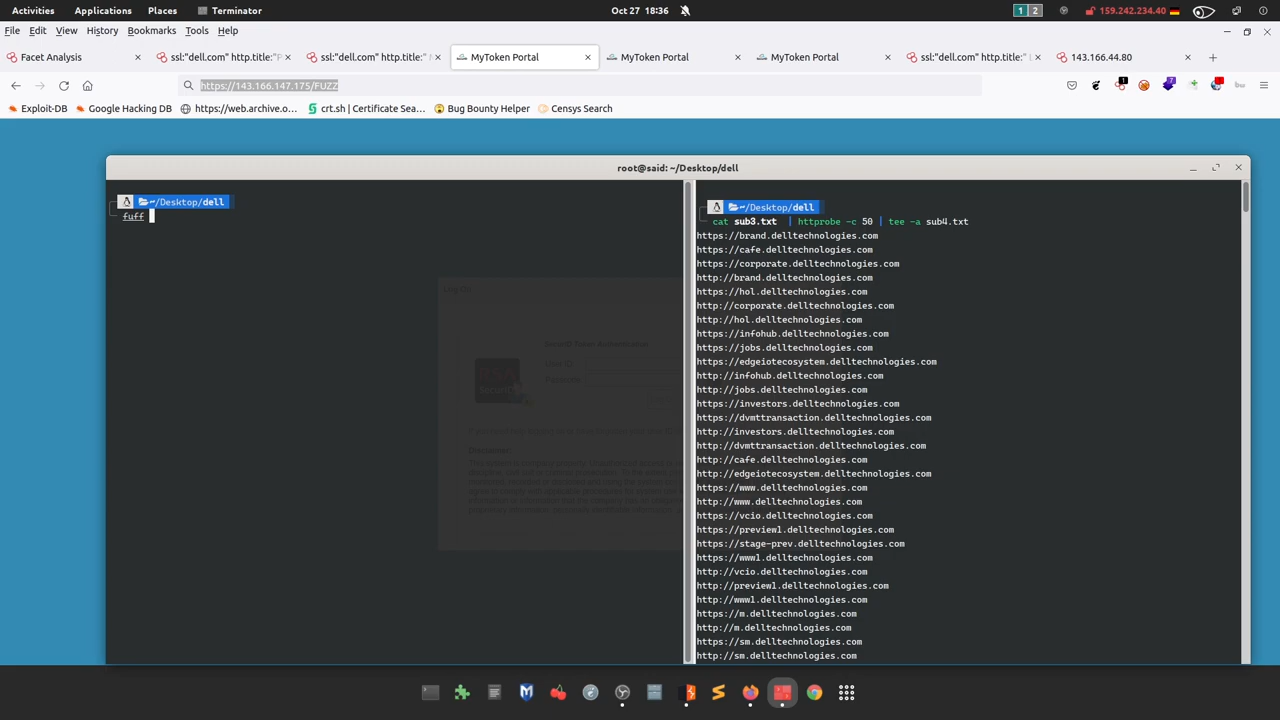 Activities Applications Places Terminator Oct 27 18:36 1 2 159.242.234.40
File Edit View History Bookmarks Tools Help
Facet Analysis ssl:"dell.com" http.title:" ssl:"dell.com" http.title:" MyToken Portal MyToken Portal MyToken Portal ssl:"dell.com" http.title:" 143.166.44.80
https://143.166.147.175/FUZZ
Exploit-DB Google Hacking DB https://web.archive.o... crt.sh | Certificate Sea... Bug Bounty Helper Censys Search
root@said: ~/Desktop/dell
~/Desktop/dell
fuff
Log On
SecurID Token Authentication
User ID:
Password:
Disclaimer:
~/Desktop/dell
cat sub3.txt | httprobe -c 50 | tee -a sub4.txt
https://brand.delltechnologies.com
https://cafe.delltechnologies.com
https://corporate.delltechnologies.com
http://brand.delltechnologies.com
https://hol.delltechnologies.com
http://corporate.delltechnologies.com
http://hol.delltechnologies.com
https://infohub.delltechnologies.com
https://jobs.delltechnologies.com
https://edgeiotecosystem.delltechnologies.com
http://infohub.delltechnologies.com
http://jobs.delltechnologies.com
https://investors.delltechnologies.com
https://dvmttransaction.delltechnologies.com
http://investors.delltechnologies.com
http://dvmttransaction.delltechnologies.com
http://cafe.delltechnologies.com
http://edgeiotecosystem.delltechnologies.com
https://www.delltechnologies.com
http://www.delltechnologies.com
https://vcio.delltechnologies.com
https://preview1.delltechnologies.com
https://stage-prev.delltechnologies.com
https://www1.delltechnologies.com
http://vcio.delltechnologies.com
http://preview1.delltechnologies.com
http://www1.delltechnologies.com
https://m.delltechnologies.com
http://m.delltechnologies.com
https://sm.delltechnologies.com
http://sm.delltechnologies.com